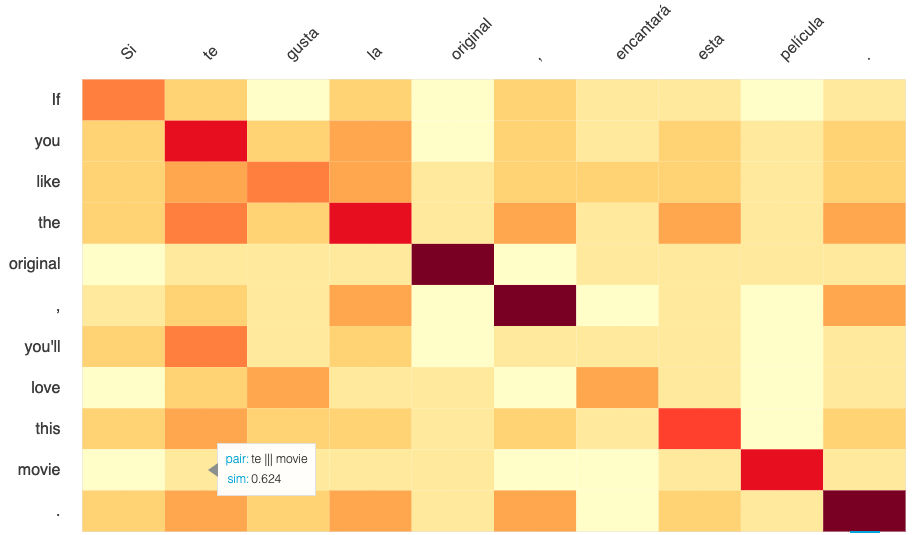 Si te gusta la original , encantará esta película .
If
you
like
the
original
,
you'll
love
this
movie
.
pair: te ||| movie
sim: 0.624